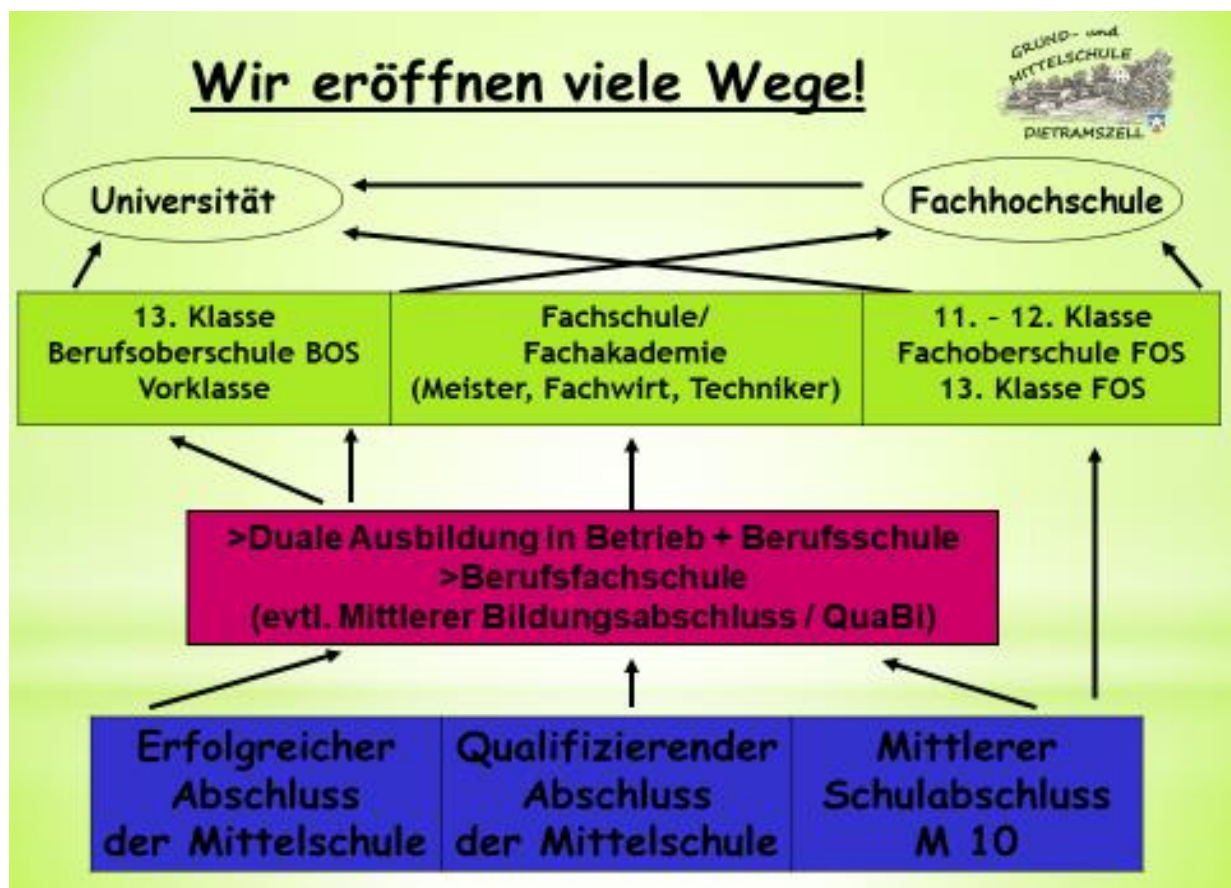 Wir eröffnen viele Wege!
GRUND- und
MITTELSCHULE
DIETRAMSZELL
Universität
Fachhochschule
13. Klasse
Berufsoberschule BOS
Vorklasse
Fachschule/
Fachakademie
(Meister, Fachwirt, Techniker)
11. - 12. Klasse
Fachoberschule FOS
13. Klasse FOS
>Duale Ausbildung in Betrieb + Berufsschule
>Berufsfachschule
(evtl. Mittlerer Bildungsabschluss / QuaBi)
Erfolgreicher
Abschluss
der Mittelschule
Qualifizierender
Abschluss
der Mittelschule
Mittlerer
Schulabschluss
M 10